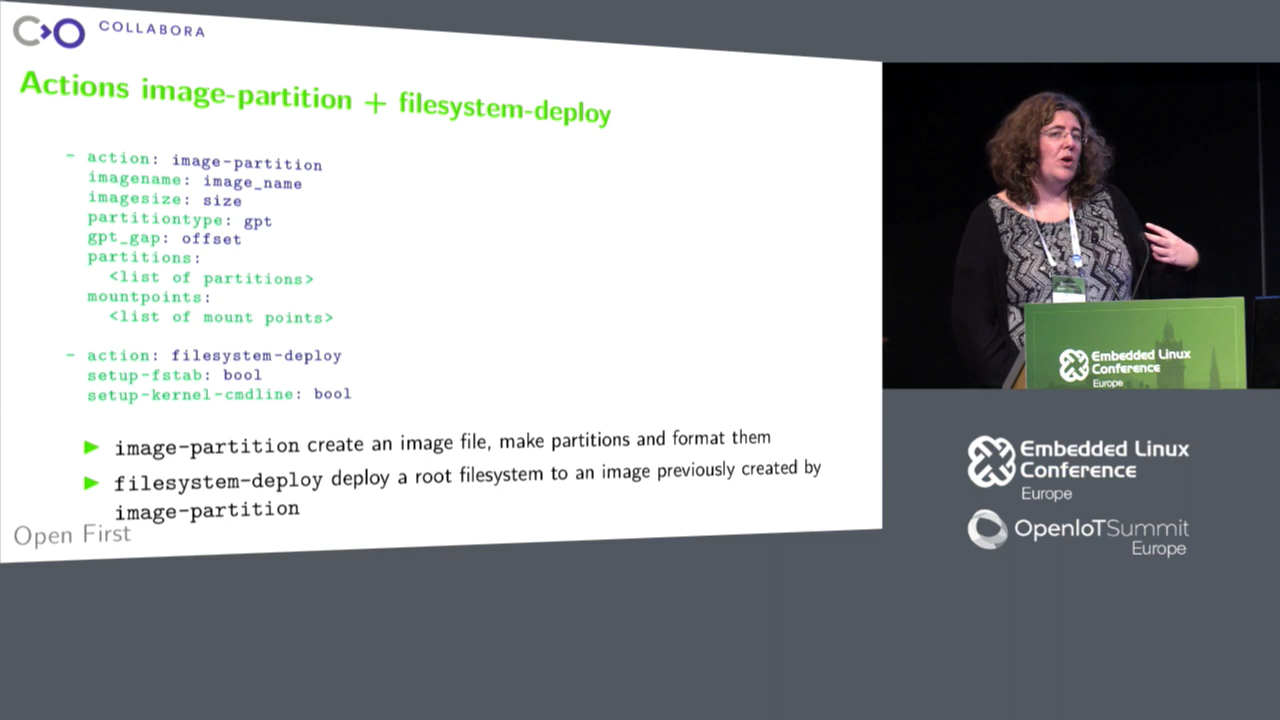 COLLABORA
Actions image-partition + filesystem-deploy
- action: image-partition
imagename: image_name
imagesize: size
partitiontype: gpt
gpt_gap: offset
partitions:
<list of partitions>
mountpoints:
<list of mount points>
- action: filesystem-deploy
setup-fstab: bool
setup-kernel-cmdline: bool
image-partition create an image file, make partitions and format them
filesystem-deploy deploy a root filesystem to an image previously created by
image-partition
Open First
Embedded Linux
Conference
Europe
Embedded Linux
Conference
Europe
OpenIoTSummit
Europe